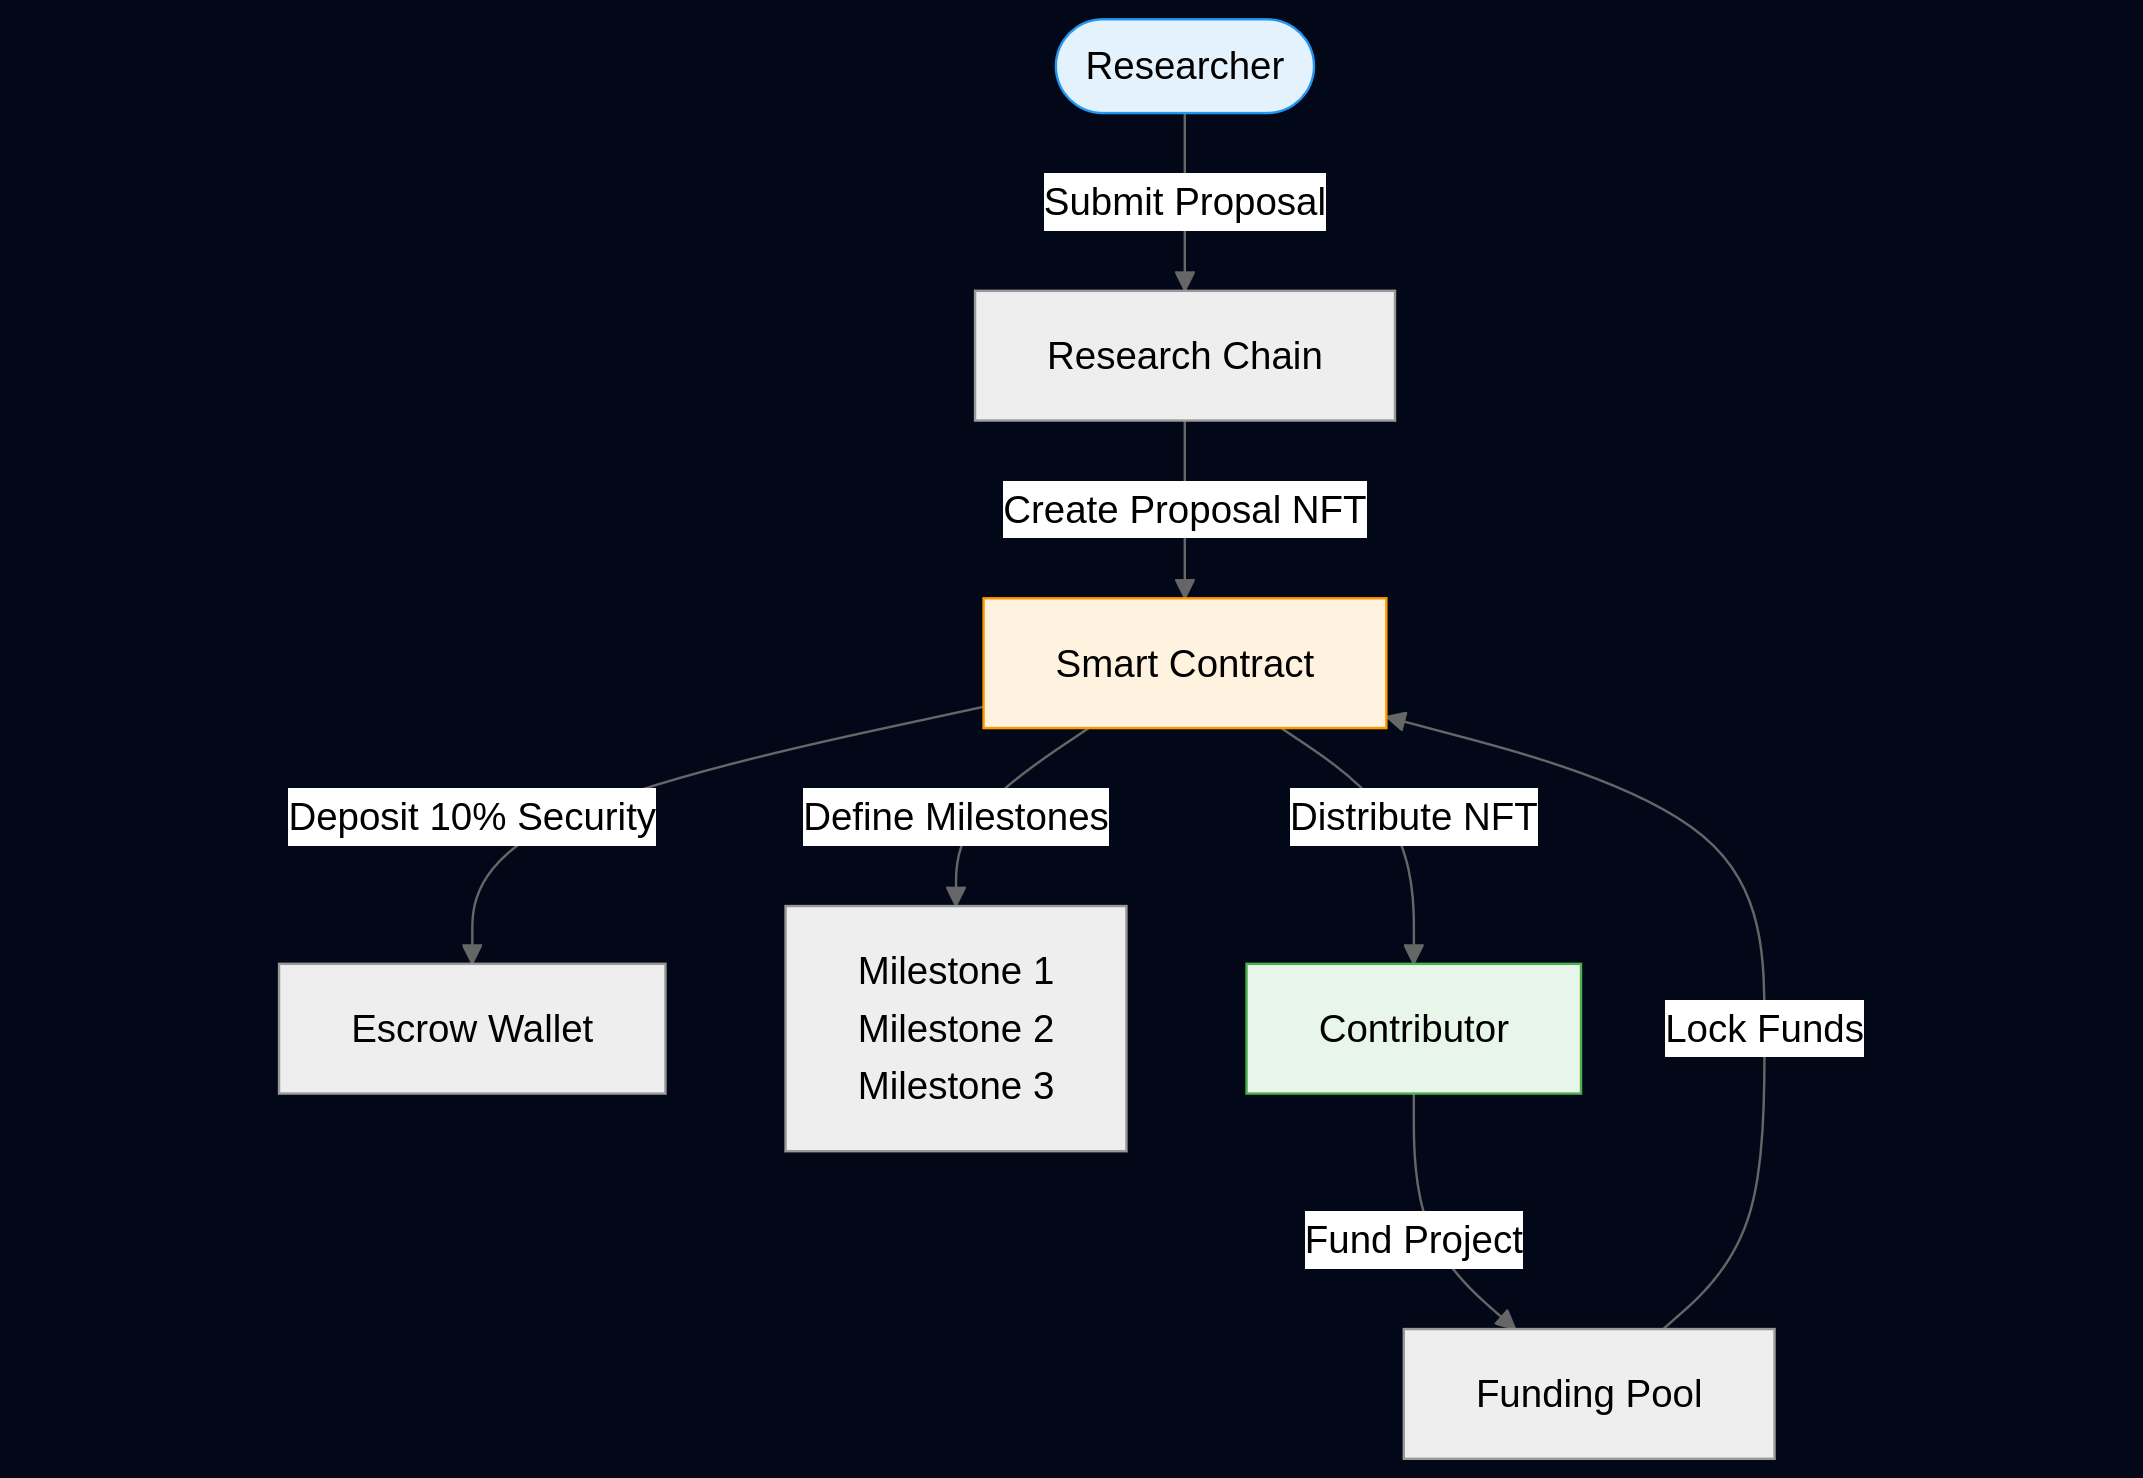 Researcher
Submit Proposal
Research Chain
Create Proposal NFT
Smart Contract
Deposit 10% Security
Define Milestones
Distribute NFT
Escrow Wallet
Milestone 1
Milestone 2
Milestone 3
Contributor
Lock Funds
Fund Project
Funding Pool